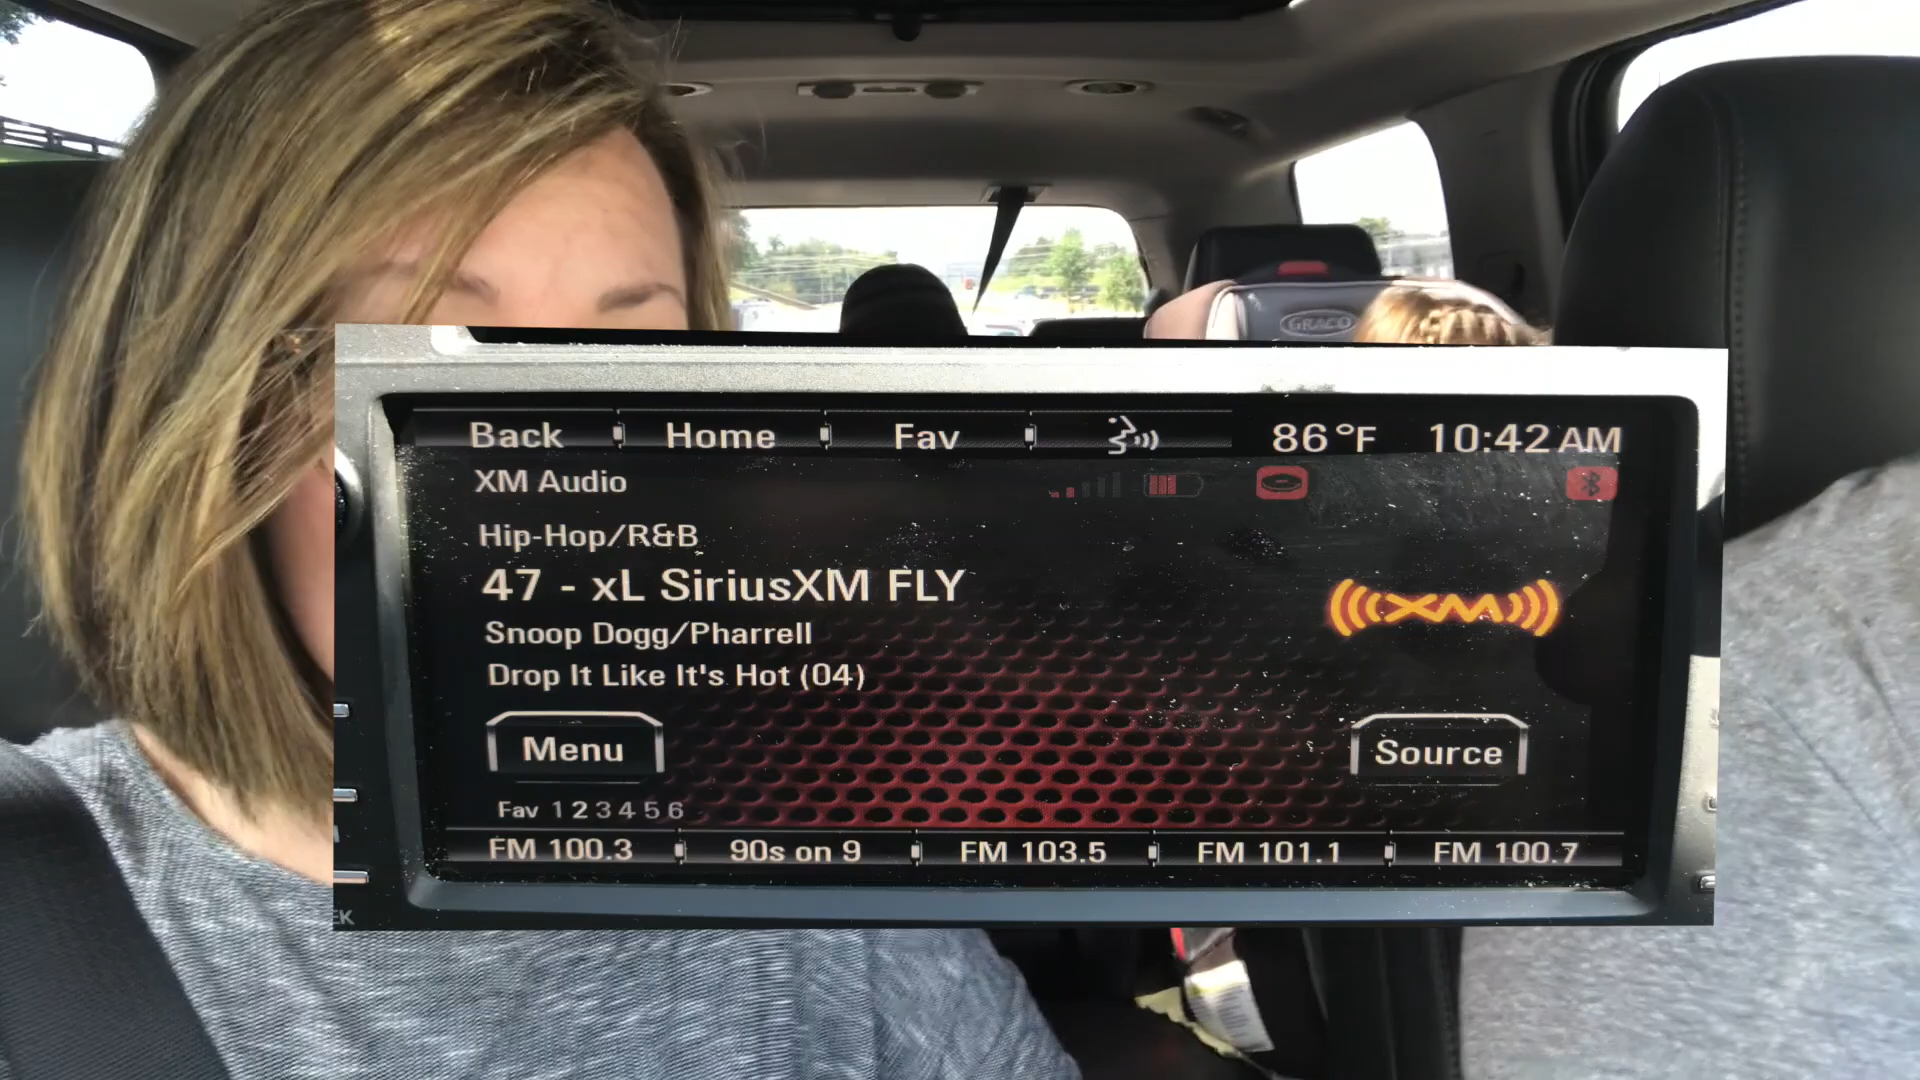 GRACO
Back Home Fav 86°F 10:42 AM
XM Audio
Hip-Hop/R&B
47 - xL SiriusXM FLY
XM
Snoop Dogg/Pharrell
Drop It Like It's Hot (04)
Menu Source
Fav 1 2 3 4 5 6
FM 100.3 90s on 9 FM 103.5 FM 101.1 FM 100.7
EK